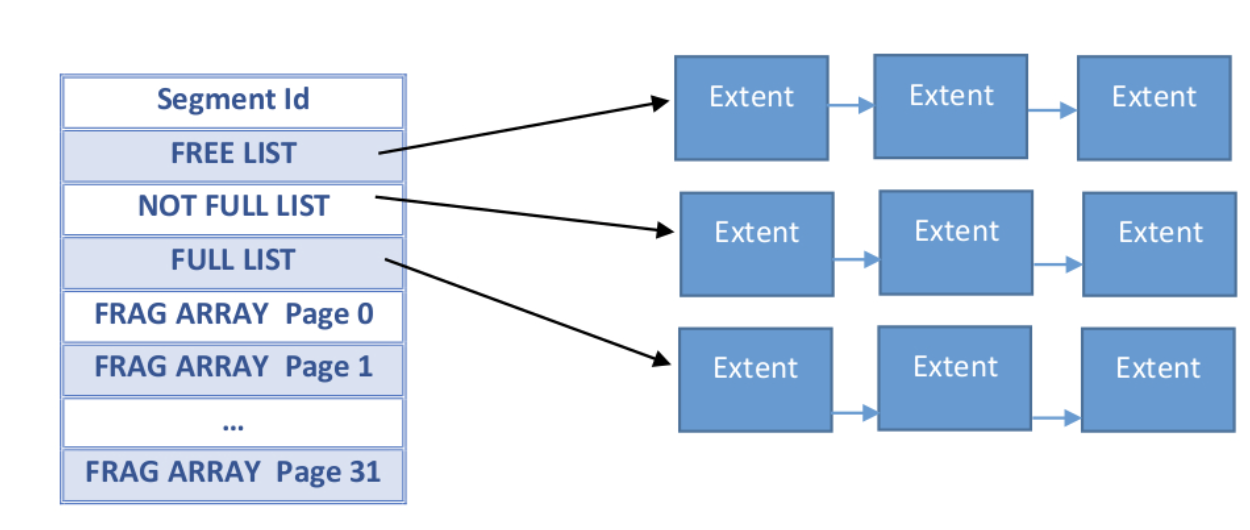 Segment Id
FREE LIST
NOT FULL LIST
FULL LIST
FRAG ARRAY Page 0
FRAG ARRAY Page 1
...
FRAG ARRAY Page 31
Extent
Extent
Extent
Extent
Extent
Extent
Extent
Extent
Extent